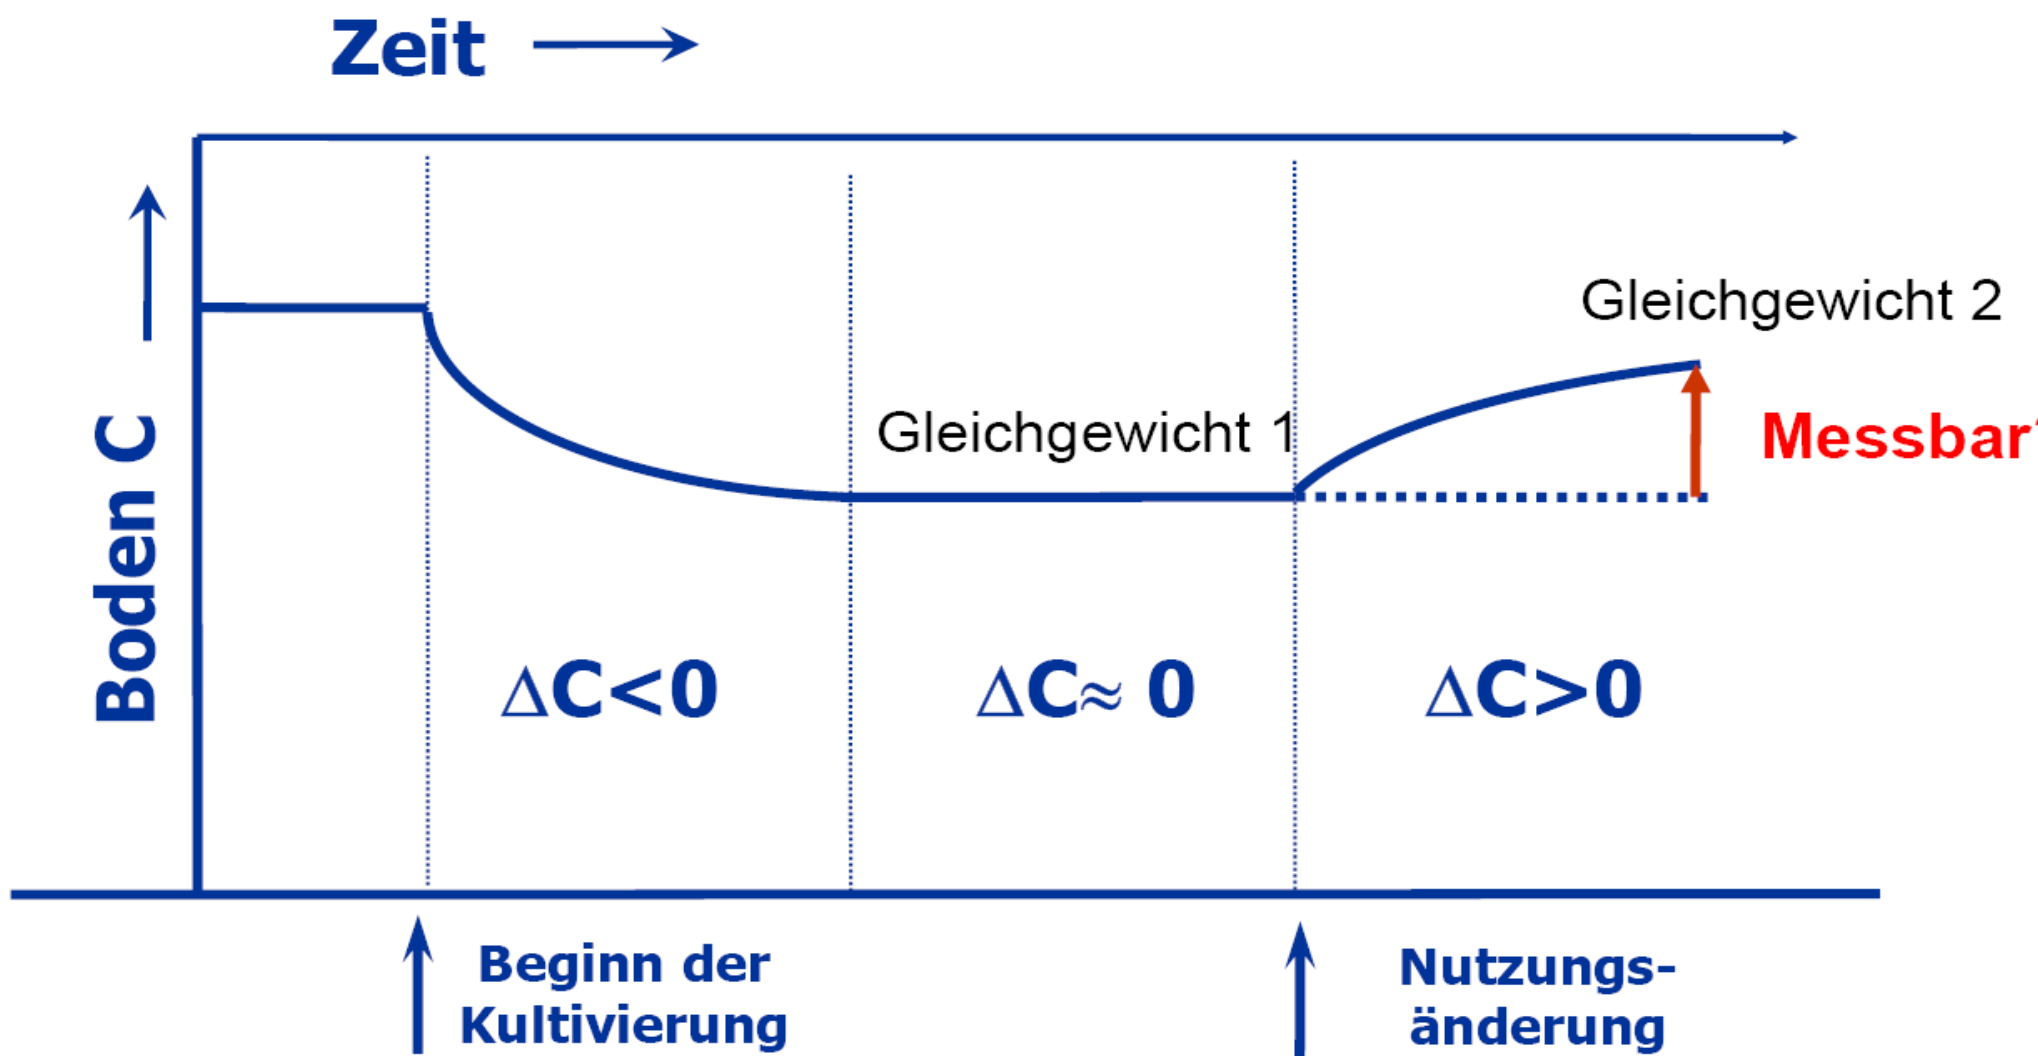 Zeit
Boden C
Gleichgewicht 2
Gleichgewicht 1
Messbar
ΔC<0
ΔC≈ 0
ΔC>0
Beginn der
Kultivierung
Nutzungs-
änderung